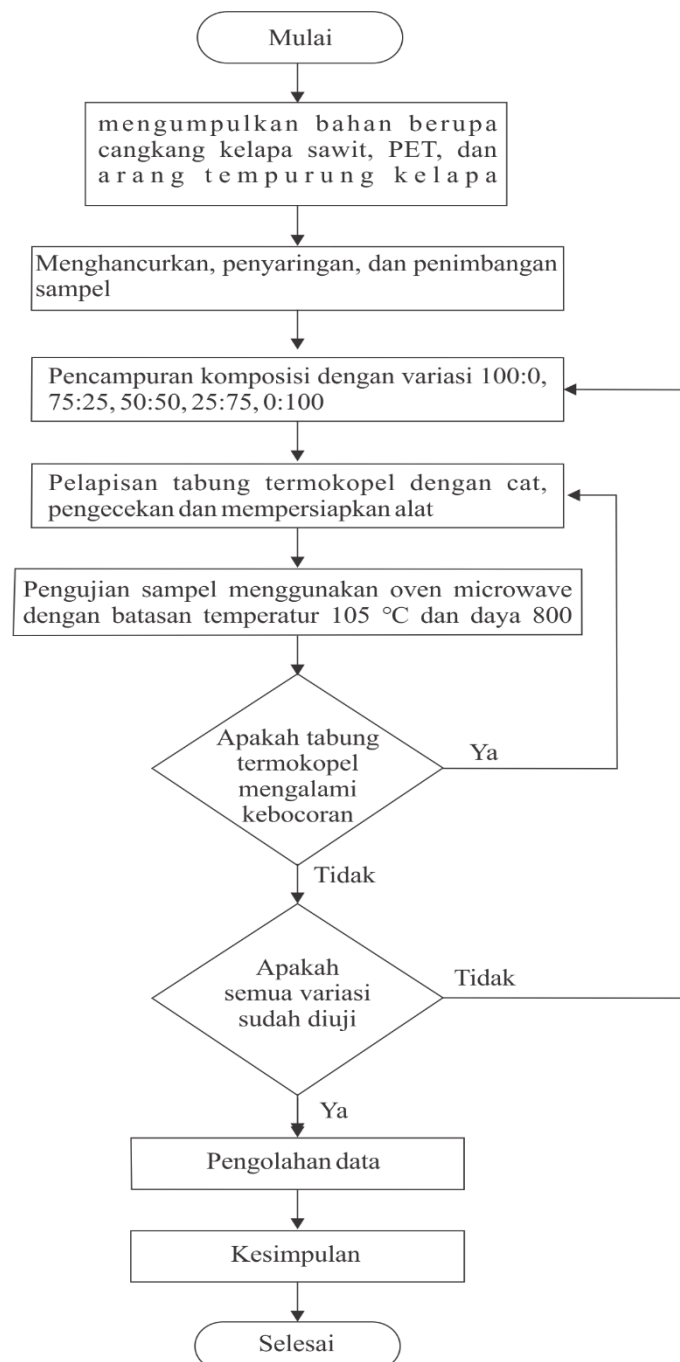 Mulai
mengumpulkan bahan berupa
cangkang kelapa sawit, PET, dan
arang tempurung kelapa
Menghancurkan, penyaringan, dan penimbangan
sampel
Pencampuran komposisi dengan variasi 100:0,
75:25, 50:50, 25:75, 0:100
Pelapisan tabung termokopel dengan cat,
pengecekan dan mempersiapkan alat
Pengujian sampel menggunakan oven microwave
dengan batasan temperatur 105 °C dan daya 800
Apakah tabung
termokopel
mengalami
kebocoran
Ya
Tidak
Apakah
semua variasi
sudah diuji
Tidak
Ya
Pengolahan data
Kesimpulan
Selesai